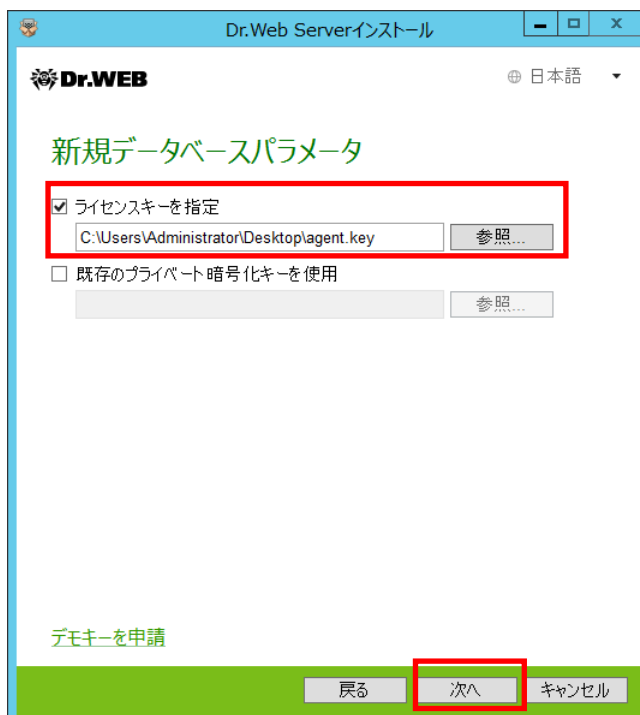 Dr.Web Serverインストール
Dr.WEB
日本語
新規データベースパラメータ
ライセンスキーを指定
C:\Users\Administrator\Desktop\agent.key
参照...
既存のプライベート暗号化キーを使用
参照...
デモキーを申請
戻る
次へ
キャンセル